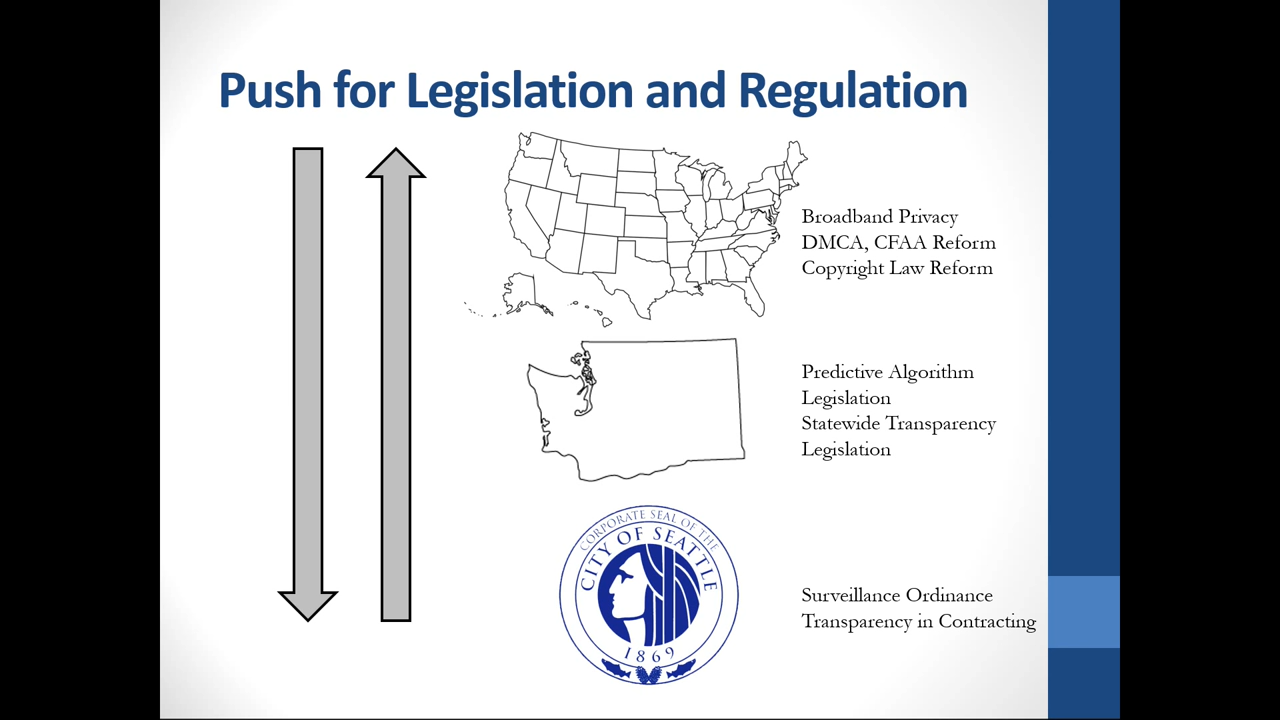 Push for Legislation and Regulation
Broadband Privacy
DMCA, CFAA Reform
Copyright Law Reform
Predictive Algorithm
Legislation
Statewide Transparency
Legislation
CORPORATE SEAL OF THE
CITY OF SEATTLE
1869
Surveillance Ordinance
Transparency in Contracting